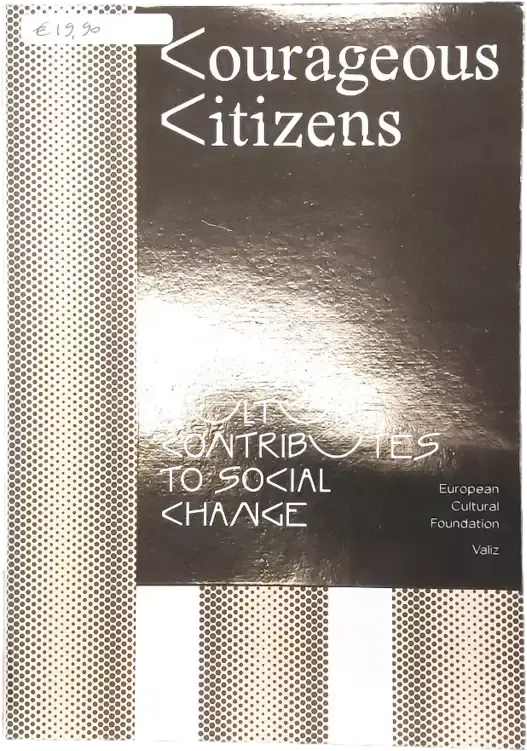 €19,90
Courageous
Citizens
CONTRIBUTES
TO SOCIAL
CHANGE
European
Cultural
Foundation
Valiz